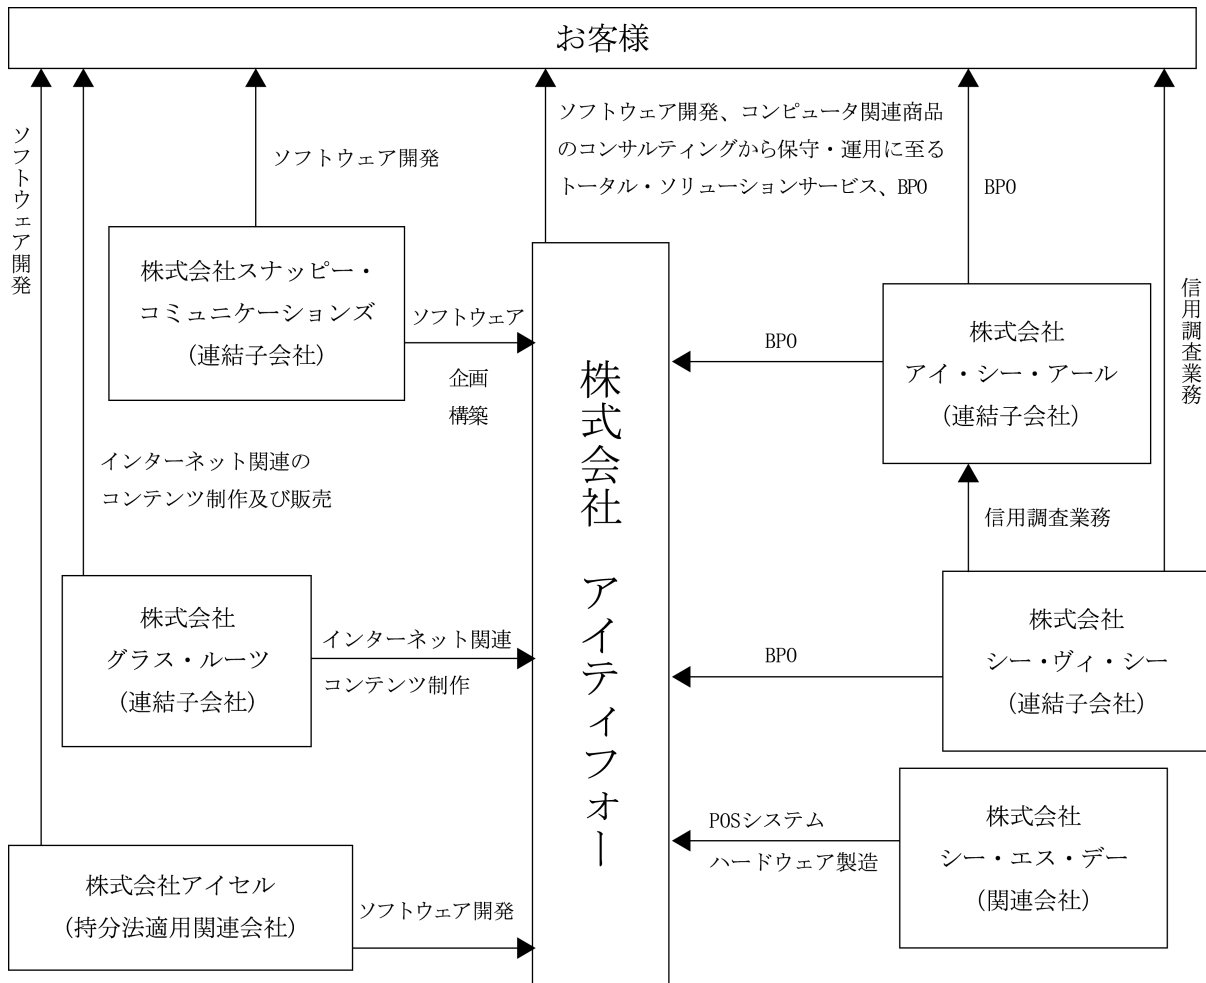 お客様
ソフトウェア開発
ソフトウェア開発
ソフトウェア開発、コンピュータ関連商品
のコンサルティングから保守・運用に至る
トータル・ソリューションサービス、BPO
BPO
信用調査業務
株式会社スナッピー・
コミュニケーションズ
(連結子会社)
ソフトウェア
企画
構築
株式会社 アイティフォー
BPO
株式会社
アイ・シー・アール
(連結子会社)
インターネット関連の
コンテンツ制作及び販売
信用調査業務
株式会社
グラス・ルーツ
(連結子会社)
インターネット関連
コンテンツ制作
BPO
株式会社
シー・ヴィ・シー
(連結子会社)
POSシステム
ハードウェア製造
株式会社
シー・エス・デー
(関連会社)
株式会社アイセル
(持分法適用関連会社)
ソフトウェア開発